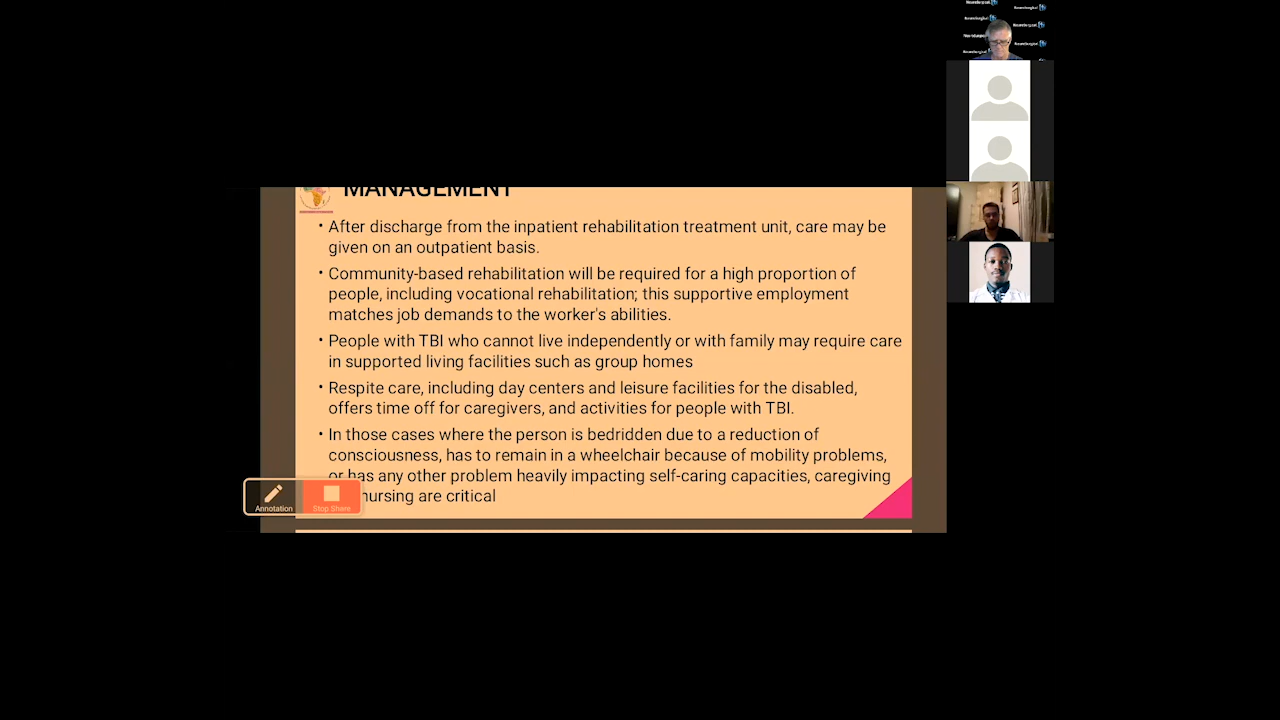 MANAGEMENT
• After discharge from the inpatient rehabilitation treatment unit, care may be
given on an outpatient basis.
• Community-based rehabilitation will be required for a high proportion of
people, including vocational rehabilitation; this supportive employment
matches job demands to the worker's abilities.
• People with TBI who cannot live independently or with family may require care
in supported living facilities such as group homes
• Respite care, including day centers and leisure facilities for the disabled,
offers time off for caregivers, and activities for people with TBI.
• In those cases where the person is bedridden due to a reduction of
consciousness, has to remain in a wheelchair because of mobility problems,
or has any other problem heavily impacting self-caring capacities, caregiving
nursing are critical
Annotation
Stop Share